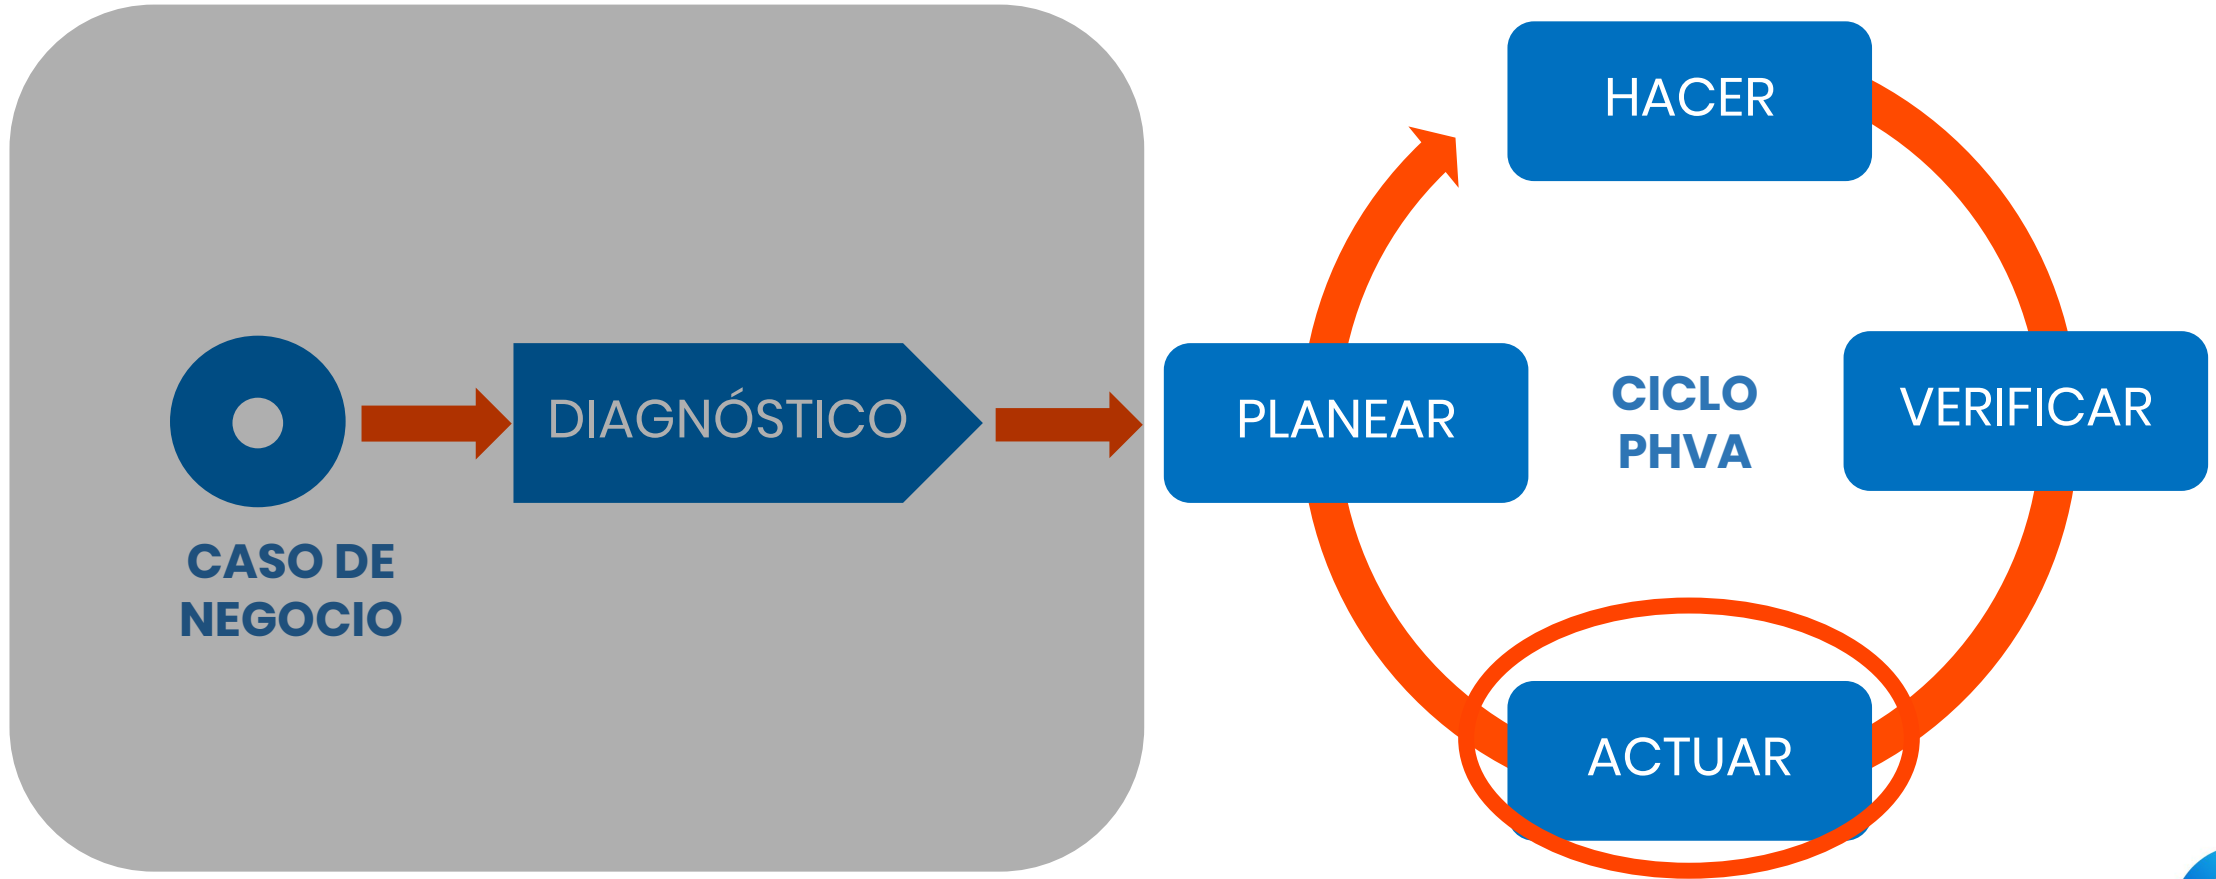 CASO DE
NEGOCIO
DIAGNÓSTICO
PLANEAR
HACER
VERIFICAR
ACTUAR
CICLO
PHVA